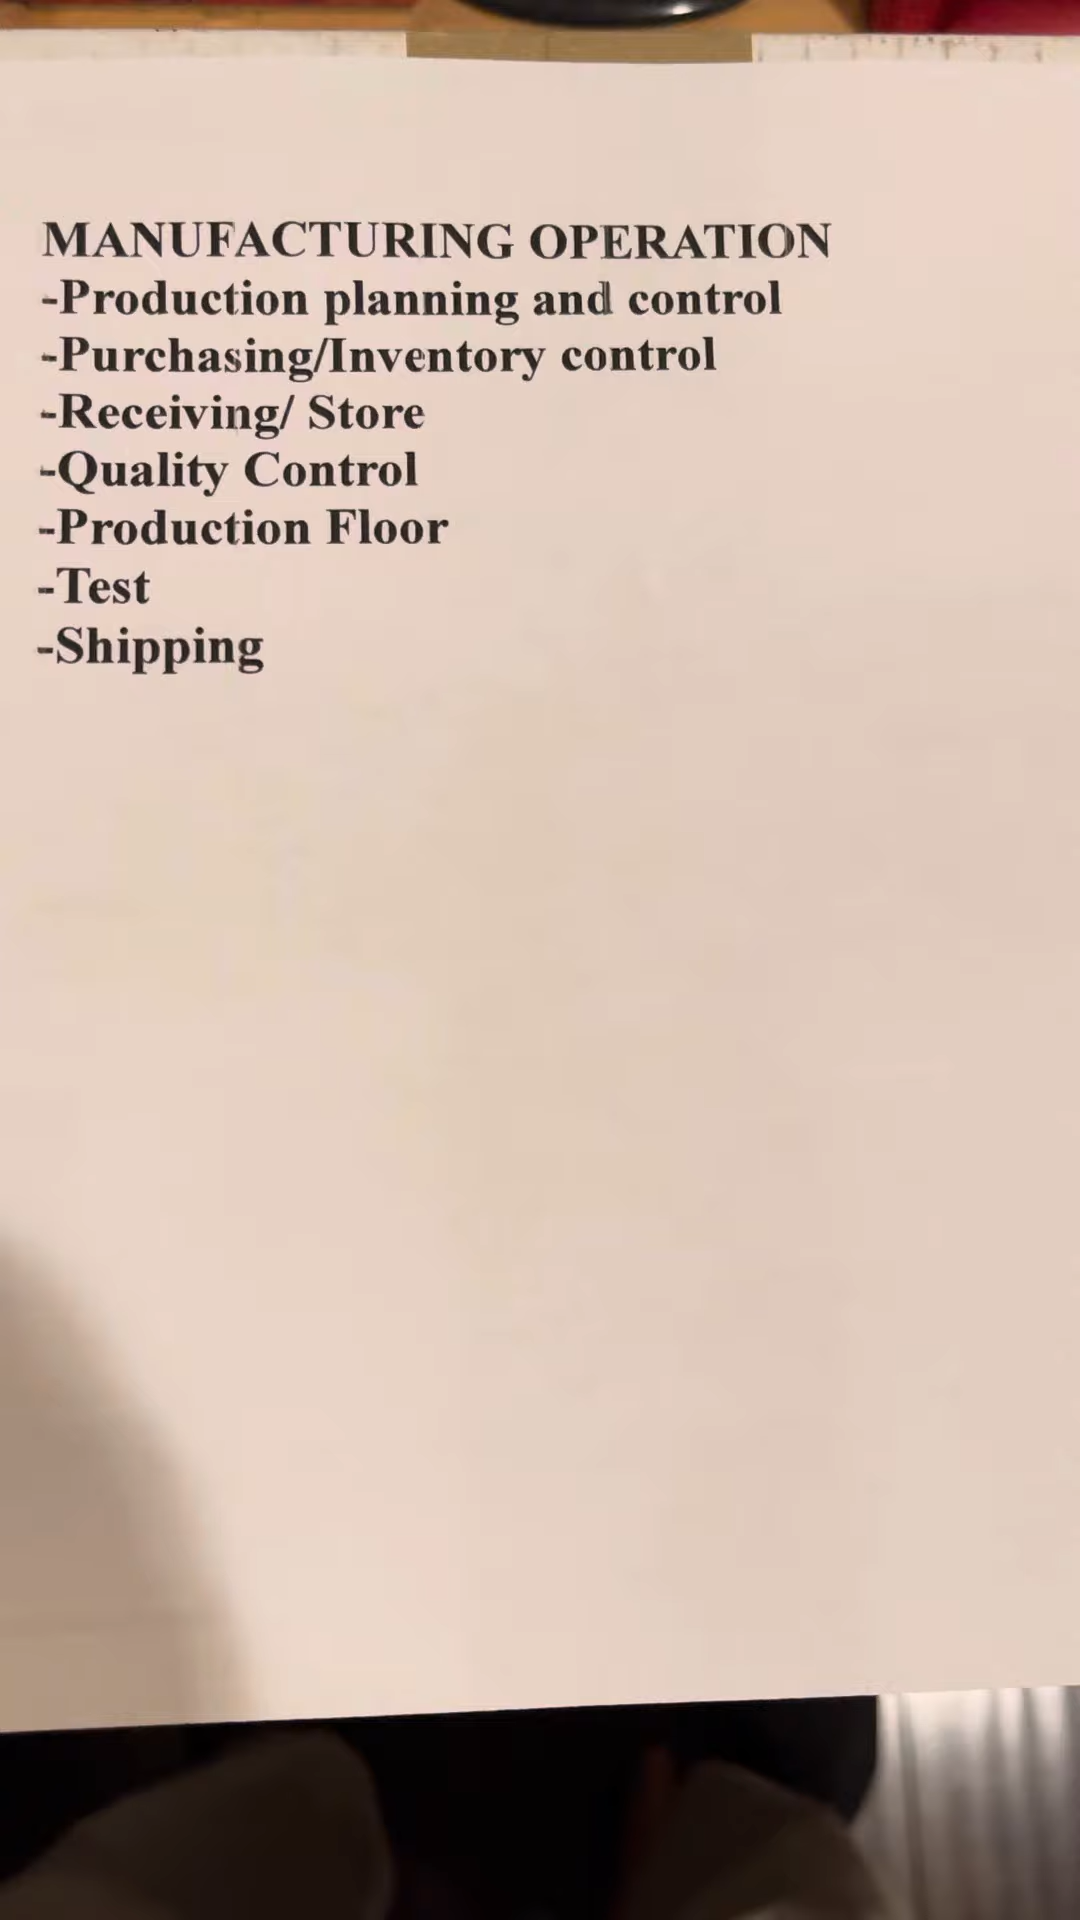 MANUFACTURING OPERATION
-Production planning and control
-Purchasing/Inventory control
-Receiving/ Store
-Quality Control
-Production Floor
-Test
-Shipping